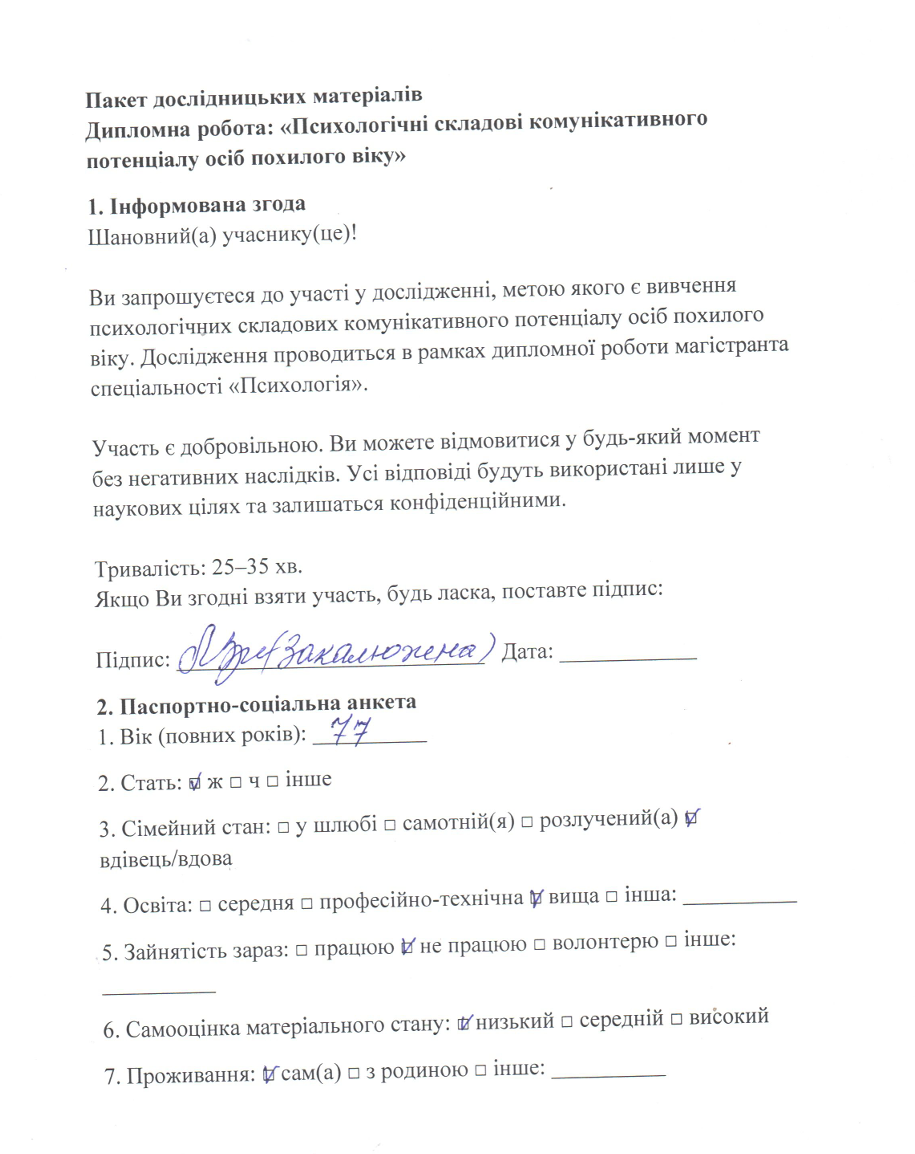 Пакет дослідницьких матеріалів
Дипломна робота: «Психологічні складові комунікативного
потенціалу осіб похилого віку»
1. Інформована згода
Шановний(а) учаснику(це)!
Ви запрошуєтеся до участі у дослідженні, метою якого є вивчення
психологічних складових комунікативного потенціалу осіб похилого
віку. Дослідження проводиться в рамках дипломної роботи магістранта
спеціальності «Психологія».
Участь є добровільною. Ви можете відмовитися у будь-який момент
без негативних наслідків. Усі відповіді будуть використані лише у
наукових цілях та залишаться конфіденційними.
Тривалість: 25–35 хв.
Якщо Ви згодні взяти участь, будь ласка, поставте підпис:
Підпис: (Закалюжена) Дата: ____________
2. Паспортно-соціальна анкета
1. Вік (повних років): 77
2. Стать: ☑ ж □ ч □ інше
3. Сімейний стан: □ у шлюбі □ самотній(я) □ розлучений(а) ☑
вдівець/вдова
4. Освіта: □ середня □ професійно-технічна ☑ вища □ інша: __________
5. Зайнятість зараз: □ працюю ☑ не працюю □ волонтерю □ інше:
__________
6. Самооцінка матеріального стану: ☑ низький □ середній □ високий
7. Проживання: ☑ сам(а) □ з родиною □ інше: __________